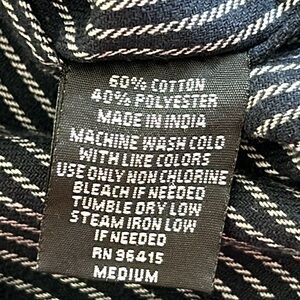 60% COTTON
40% POLYESTER
MADE IN INDIA
MACHINE WASH COLD
WITH LIKE COLORS
USE ONLY NON CHLORINE
BLEACH IF NEEDED
TUMBLE DRY LOW
STEAM IRON LOW
IF NEEDED
RN 96415
MEDIUM